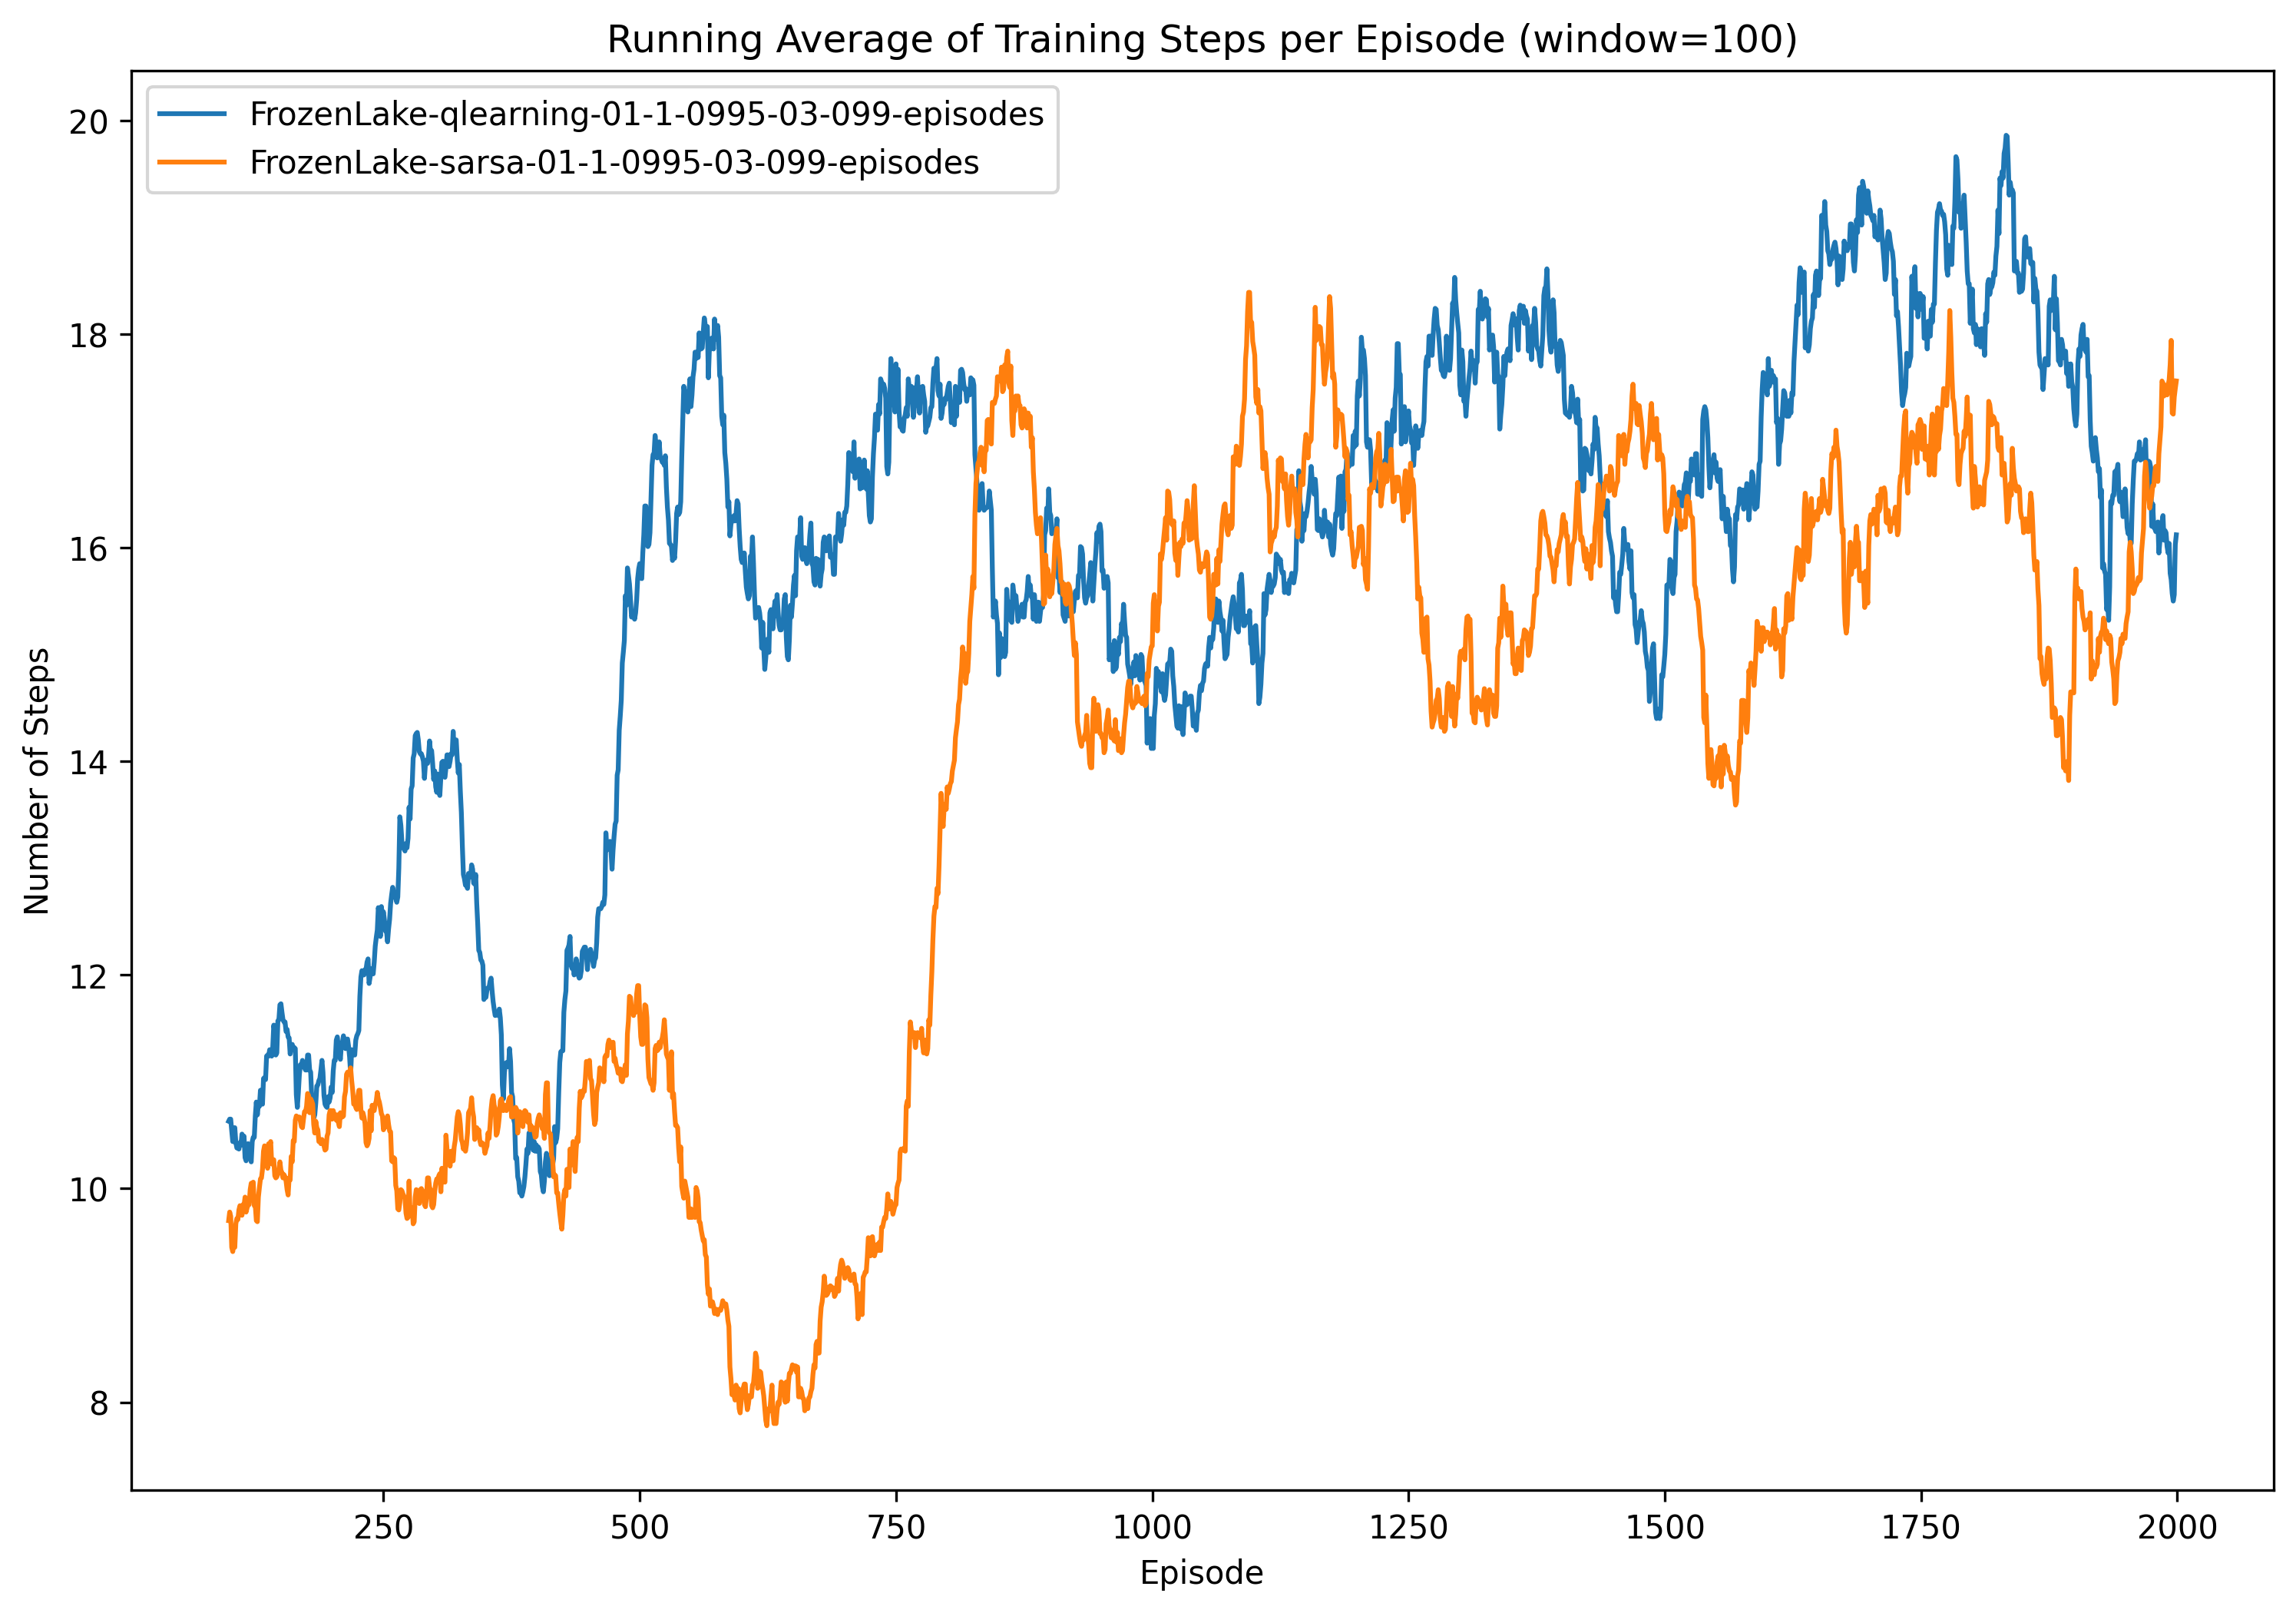 Running Average of Training Steps per Episode (window=100)
FrozenLake-qlearning-01-1-0995-03-099-episodes
FrozenLake-sarsa-01-1-0995-03-099-episodes
20
18
16
14
12
10
8
Number of Steps
250 500 750 1000 1250 1500 1750 2000
Episode